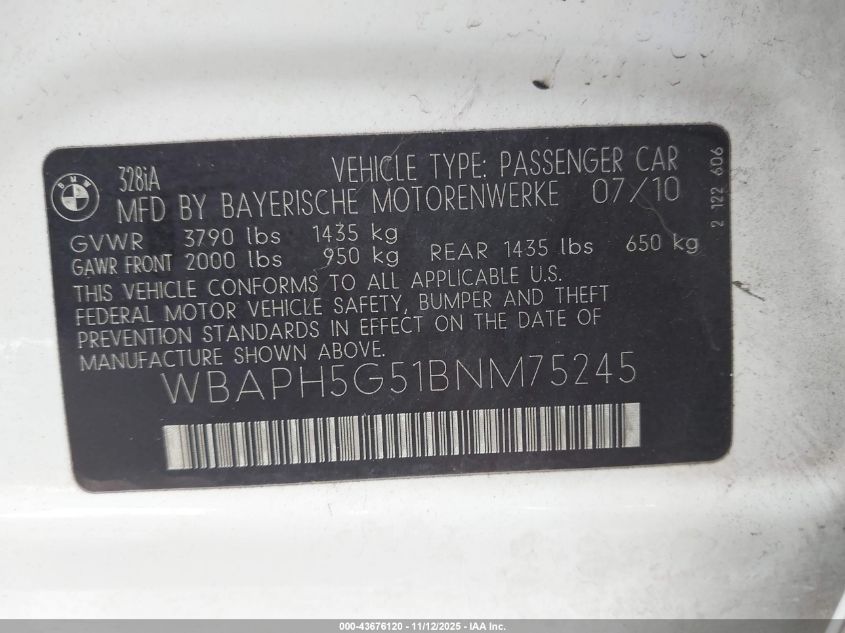 BMW
328iA
VEHICLE TYPE: PASSENGER CAR
MFD BY BAYERISCHE MOTORENWERKE 07/10
GVWR 3790 lbs 1435 kg
GAWR FRONT 2000 lbs 950 kg REAR 1435 lbs 650 kg
THIS VEHICLE CONFORMS TO ALL APPLICABLE U.S.
FEDERAL MOTOR VEHICLE SAFETY, BUMPER AND THEFT
PREVENTION STANDARDS IN EFFECT ON THE DATE OF
MANUFACTURE SHOWN ABOVE.
WBAPH5G51BNM75245
2 122 606
000-43676120 - 11/12/2025 - IAA Inc.